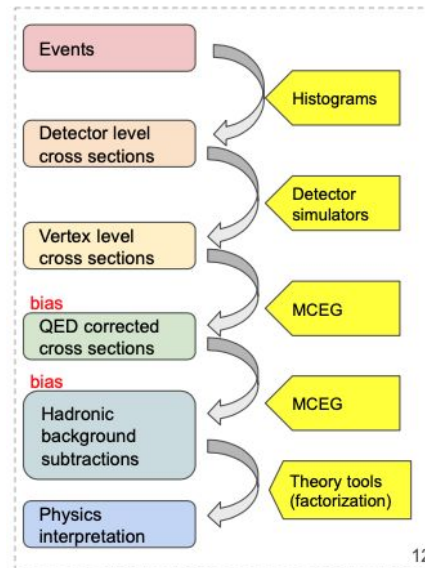 Events
Histograms
Detector level
cross sections
Detector
simulators
Vertex level
cross sections
bias
MCEG
QED corrected
cross sections
bias
MCEG
Hadronic
background
subtractions
Theory tools
(factorization)
Physics
interpretation
12